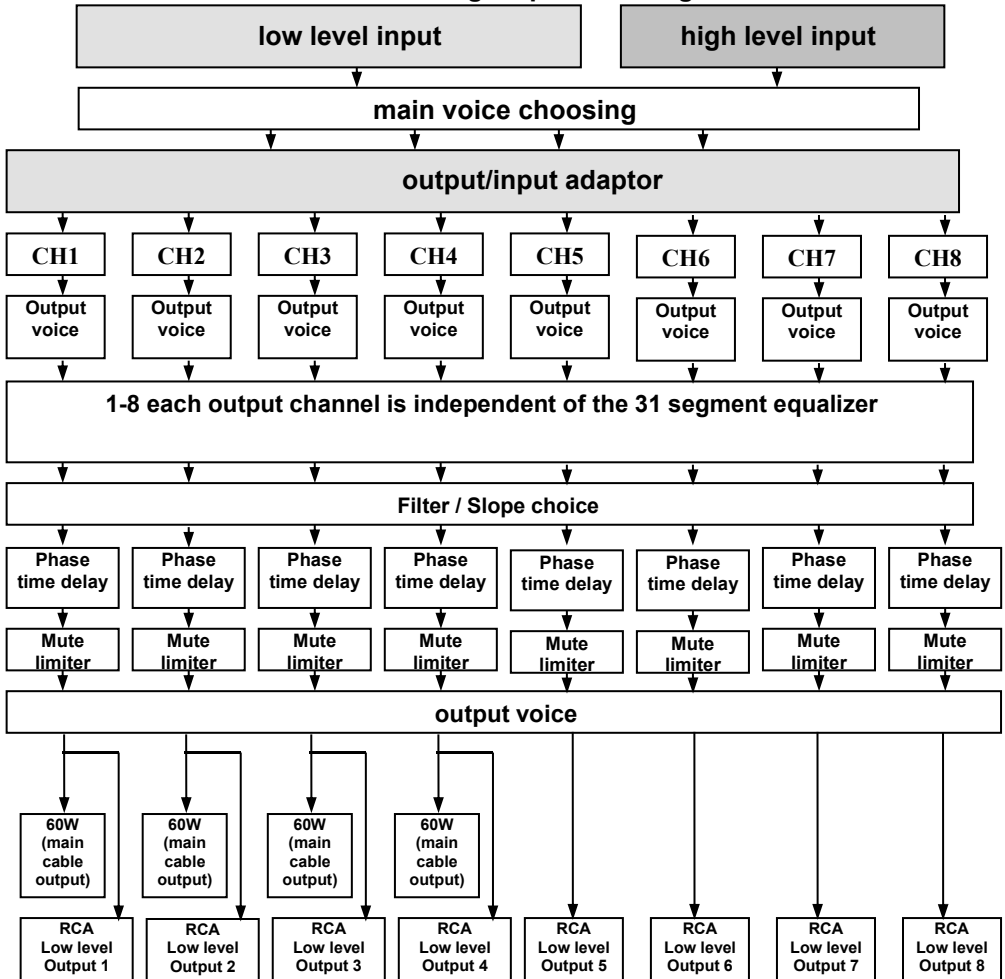 low level input
high level input
main voice choosing
output/input adaptor
CH1 CH2 CH3 CH4 CH5 CH6 CH7 CH8
Output Output Output Output Output Output Output Output
voice voice voice voice voice voice voice voice
1-8 each output channel is independent of the 31 segment equalizer
Filter / Slope choice
Phase Phase Phase Phase Phase Phase Phase Phase
time delay time delay time delay time delay time delay time delay time delay time delay
Mute Mute Mute Mute Mute Mute Mute Mute
limiter limiter limiter limiter limiter limiter limiter limiter
output voice
60W 60W 60W 60W
(main (main (main (main
cable cable cable cable
output) output) output) output)
RCA RCA RCA RCA RCA RCA RCA RCA
Low level Low level Low level Low level Low level Low level Low level Low level
Output 1 Output 2 Output 3 Output 4 Output 5 Output 6 Output 7 Output 8